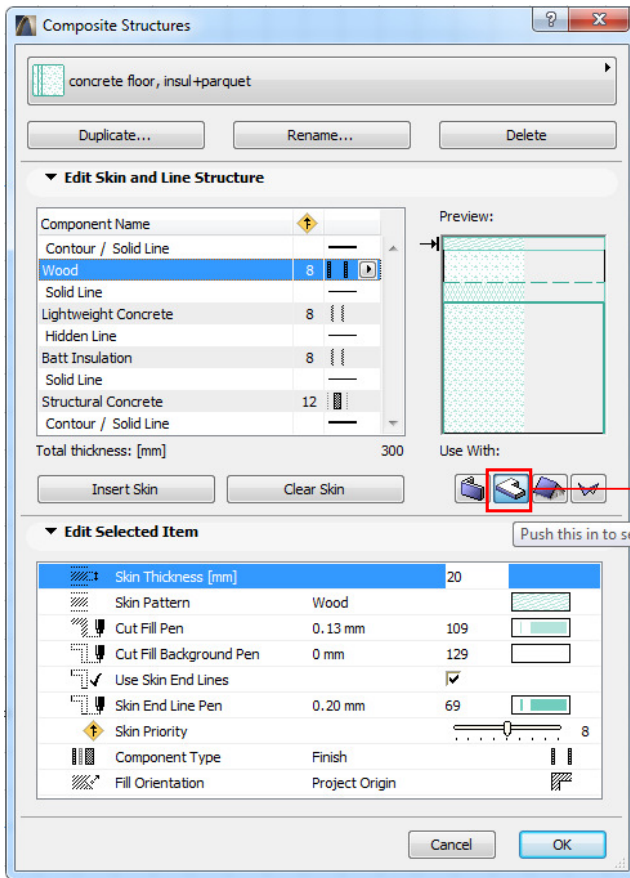 Composite Structures
concrete floor, insul+parquet
Duplicate... Rename... Delete
Edit Skin and Line Structure
Component Name
Preview:
Contour / Solid Line
Wood 8
Solid Line
Lightweight Concrete 8
Hidden Line
Batt Insulation 8
Solid Line
Structural Concrete 12
Contour / Solid Line
Total thickness: [mm] 300 Use With:
Insert Skin Clear Skin
Edit Selected Item
Push this in to se
Skin Thickness [mm] 20
Skin Pattern Wood
Cut Fill Pen 0.13 mm 109
Cut Fill Background Pen 0 mm 129
Use Skin End Lines
Skin End Line Pen 0.20 mm 69
Skin Priority 8
Component Type Finish
Fill Orientation Project Origin
Cancel OK